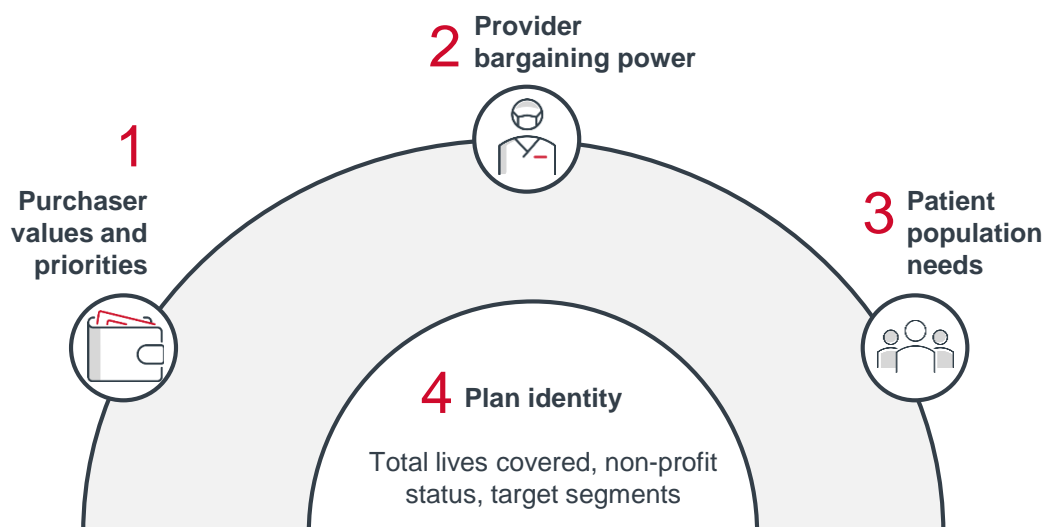 1
Purchaser
values and
priorities
2
Provider
bargaining power
3
Patient
population
needs
4 Plan identity
Total lives covered, non-profit
status, target segments